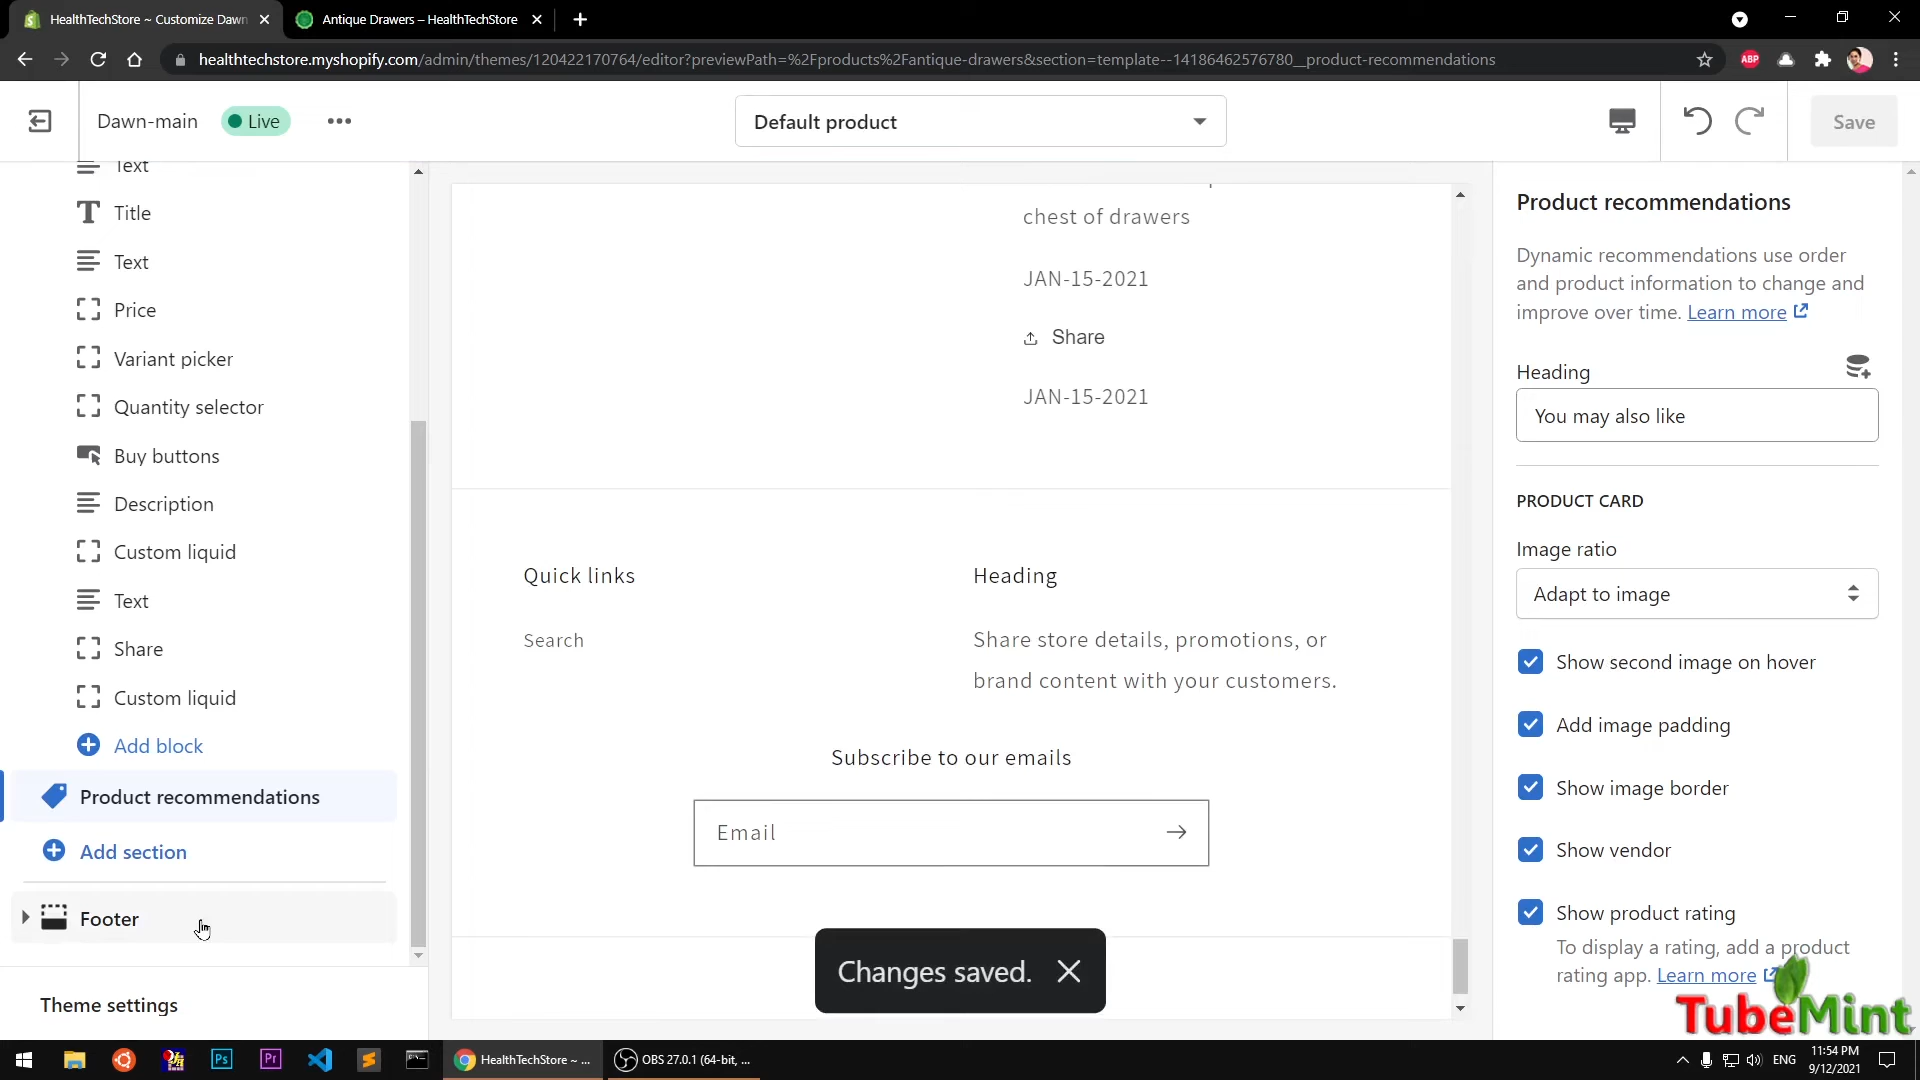 HealthTechStore ~ Customize Dawn
Antique Drawers – HealthTechStore
healthtechstore.myshopify.com/admin/themes/120422170764/editor?previewPath=%2Fproducts%2Fantique-drawers&section=template--14186462576780__product-recommendations
ABP
Dawn-main
Live
Default product
Save
Text
Title
Text
Price
Variant picker
Quantity selector
Buy buttons
Description
Custom liquid
Text
Share
Custom liquid
Add block
Product recommendations
Add section
Footer
Theme settings
chest of drawers
JAN-15-2021
Share
JAN-15-2021
Quick links
Heading
Search
Share store details, promotions, or
brand content with your customers.
Subscribe to our emails
Email
Changes saved.
Product recommendations
Dynamic recommendations use order
and product information to change and
improve over time. Learn more
Heading
You may also like
PRODUCT CARD
Image ratio
Adapt to image
Show second image on hover
Add image padding
Show image border
Show vendor
Show product rating
To display a rating, add a product
rating app. Learn more
TubeMint
Ps
Pr
HealthTechStore ~ ...
OBS 27.0.1 (64-bit, ...
ENG
11:54 PM
9/12/2021